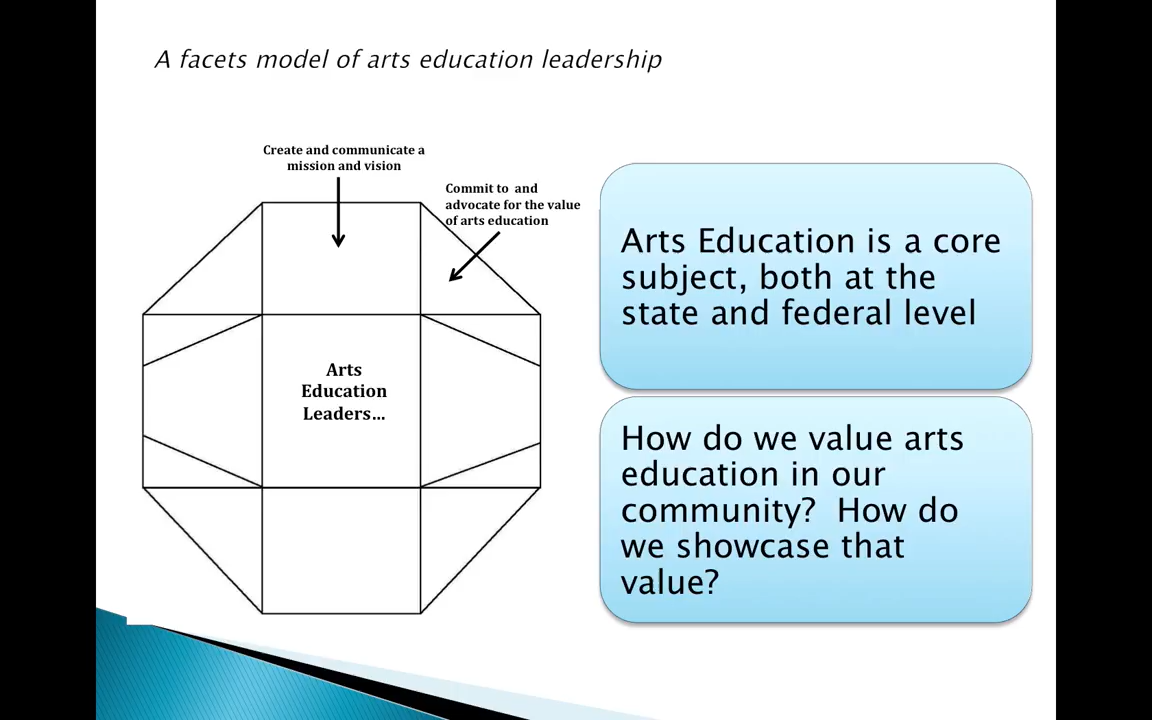 A facets model of arts education leadership
Create and communicate a
mission and vision
Commit to and
advocate for the value
of arts education
Arts
Education
Leaders...
Arts Education is a core
subject, both at the
state and federal level
How do we value arts
education in our
community? How do
we showcase that
value?